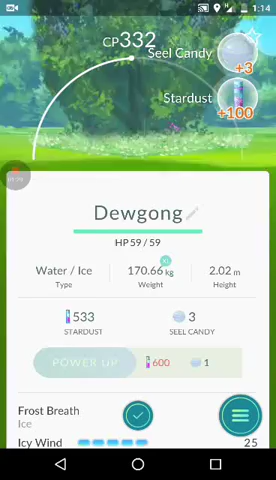 1:14
CP332
Seel Candy
+3
Stardust
+100
Dewgong
HP 59 / 59
XL
Water / Ice
170.66 kg
2.02 m
Type
Weight
Height
533
3
STARDUST
SEEL CANDY
POWER UP
600
1
Frost Breath
Ice
Icy Wind
25